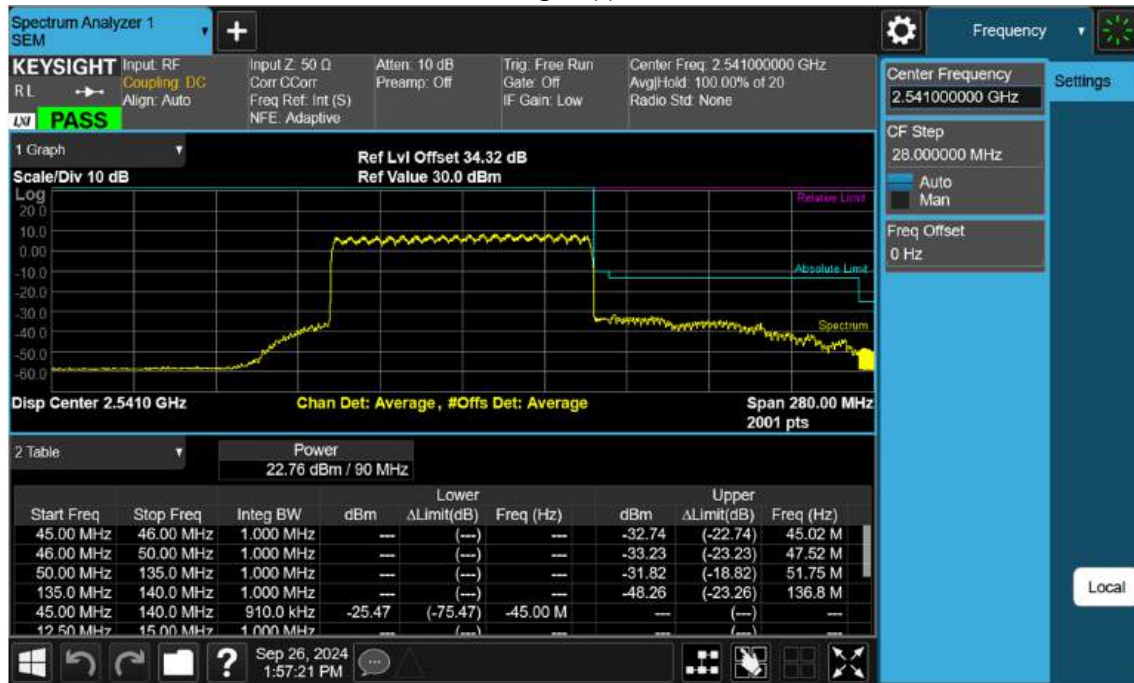 Spectrum Analyzer 1
SEM
+
Frequency
KEYSIGHT
RL
LXI
PASS
Input: RF
Coupling: DC
Align: Auto
Input Z: 50 Ω
Corr CCorr
Freq Ref: Int (S)
NFE: Adaptive
Atten: 10 dB
Preamp: Off
Trig: Free Run
Gate: Off
IF Gain: Low
Center Freq: 2.541000000 GHz
Avg|Hold: 100.00% of 20
Radio Std: None
Center Frequency
2.541000000 GHz
Settings
CF Step
28.000000 MHz
Auto
Man
Freq Offset
0 Hz
1 Graph
Scale/Div 10 dB
Ref Lvl Offset 34.32 dB
Ref Value 30.0 dBm
Log
20.0
10.0
0.00
-10.0
-20.0
-30.0
-40.0
-50.0
-60.0
Relative Limit
Absolute Limit
Spectrum
Disp Center 2.5410 GHz
Chan Det: Average, #Offs Det: Average
Span 280.00 MHz
2001 pts
2 Table
Power
22.76 dBm / 90 MHz
Lower Upper
Start Freq Stop Freq Integ BW dBm ΔLimit(dB) Freq (Hz) dBm ΔLimit(dB) Freq (Hz)
45.00 MHz 46.00 MHz 1.000 MHz --- (---) --- -32.74 (-22.74) 45.02 M
46.00 MHz 50.00 MHz 1.000 MHz --- (---) --- -33.23 (-23.23) 47.52 M
50.00 MHz 135.0 MHz 1.000 MHz --- (---) --- -31.82 (-18.82) 51.75 M
135.0 MHz 140.0 MHz 1.000 MHz --- (---) --- -48.26 (-23.26) 136.8 M
45.00 MHz 140.0 MHz 910.0 kHz -25.47 (-75.47) -45.00 M --- (---) ---
12.50 MHz 15.00 MHz 1.000 MHz --- (---) --- --- (---) ---
Local
?
Sep 26, 2024
1:57:21 PM